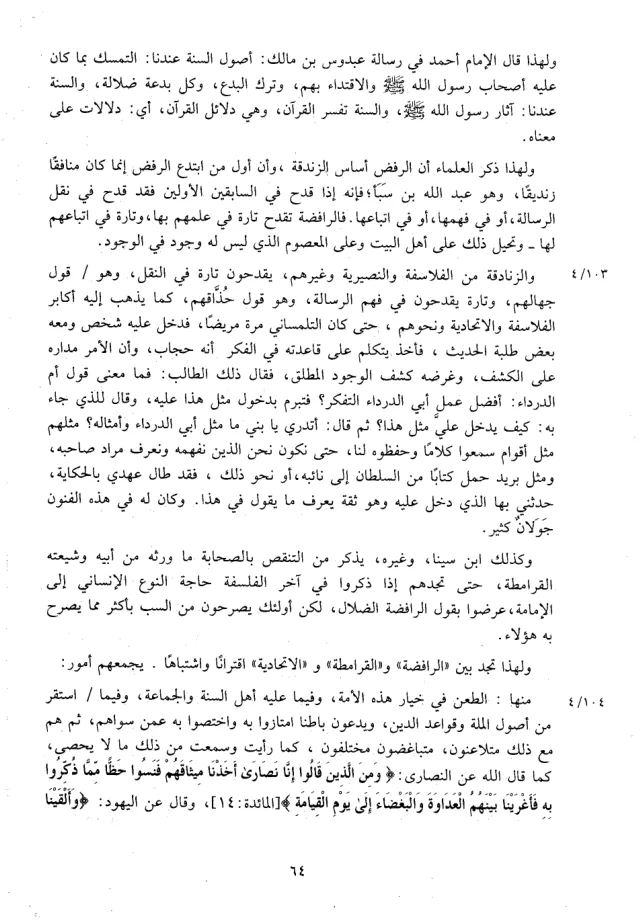 ولهذا قال الإمام أحمد في رسالة عبدوس بن مالك: أصول السنة عندنا: التمسك بما كان
عليه أصحاب رسول الله ﷺ والاقتداء بهم، وترك البدع، وكل بدعة ضلالة، والسنة
عندنا: آثار رسول الله ﷺ، والسنة تفسر القرآن، وهي دلائل القرآن، أي: دلالات على
معناه.
ولهذا ذكر العلماء أن الرفض أساس الزندقة ،وأن أول من ابتدع الرفض إنما كان منافقًا
زنديقًا، وهو عبد الله بن سَبَأ؛فإنه إذا قدح في السابقين الأولين فقد قدح في نقل
الرسالة،أو في فهمها،أو في اتباعها.فالرافضة تقدح تارة في علمهم بها،وتارة في اتباعهم
لها ـ وتحيل ذلك على أهل البيت وعلى المعصوم الذي ليس له وجود في الوجود.
٤/١٠٣ والزنادقة من الفلاسفة والنصيرية وغيرهم، يقدحون تارة في النقل، وهو / قول
جهالهم، وتارة يقدحون في فهم الرسالة، وهو قول حُذَّاقهم، كما يذهب إليه أكابر
الفلاسفة والاتحادية ونحوهم ، حتى كان التلمساني مرة مريضًا، فدخل عليه شخص ومعه
بعض طلبة الحديث ، فأخذ يتكلم على قاعدته في الفكر أنه حجاب، وأن الأمر مداره
على الكشف، وغرضه كشف الوجود المطلق، فقال ذلك الطالب: فما معنى قول أم
الدرداء: أفضل عمل أبي الدرداء التفكر؟ فتبرم بدخول مثل هذا عليه، وقال للذي جاء
به: كيف يدخل عليَّ مثل هذا؟ ثم قال: أتدري يا بني ما مثل أبي الدرداء وأمثاله؟ مثلهم
مثل أقوام سمعوا كلامًا وحفظوه لنا، حتى نكون نحن الذين نفهمه ونعرف مراد صاحبه،
ومثل بريد حمل كتابًا من السلطان إلى نائبه،أو نحو ذلك ، فقد طال عهدي بالحكاية،
حدثني بها الذي دخل عليه وهو ثقة يعرف ما يقول في هذا. وكان له في هذه الفنون
جَوَلانٌ كثير.
وكذلك ابن سينا، وغيره، يذكر من التنقص بالصحابة ما ورثه من أبيه وشيعته
القرامطة، حتى تجدهم إذا ذكروا في آخر الفلسفة حاجة النوع الإنساني إلى
الإمامة،عرضوا بقول الرافضة الضلال، لكن أولئك يصرحون من السب بأكثر مما يصرح
به هؤلاء.
ولهذا تجد بين «الرافضة» و«القرامطة» و «الاتحادية» اقترانًا واشتباهًا . يجمعهم أمور:
٤/١٠٤ منها : الطعن في خيار هذه الأمة، وفيما عليه أهل السنة والجماعة، وفيما / استقر
من أصول الملة وقواعد الدين، ويدعون باطنا امتازوا به واختصوا به عمن سواهم، ثم هم
مع ذلك متلاعنون، متباغضون مختلفون ، كما رأيت وسمعت من ذلك ما لا يحصى،
كما قال الله عن النصارى:﴿ وَمِنَ الَّذِينَ قَالُوا إِنَّا نَصَارَىٰ أَخَذْنَا مِيثَاقَهُمْ فَنَسُوا حَظًّا مِّمَّا ذُكِّرُوا
بِهِ فَأَغْرَيْنَا بَيْنَهُمُ الْعَدَاوَةَ وَالْبَغْضَاءَ إِلَىٰ يَوْمِ الْقِيَامَةِ ﴾[المائدة:١٤]، وقال عن اليهود: ﴿وَأَلْقَيْنَا
٦٤